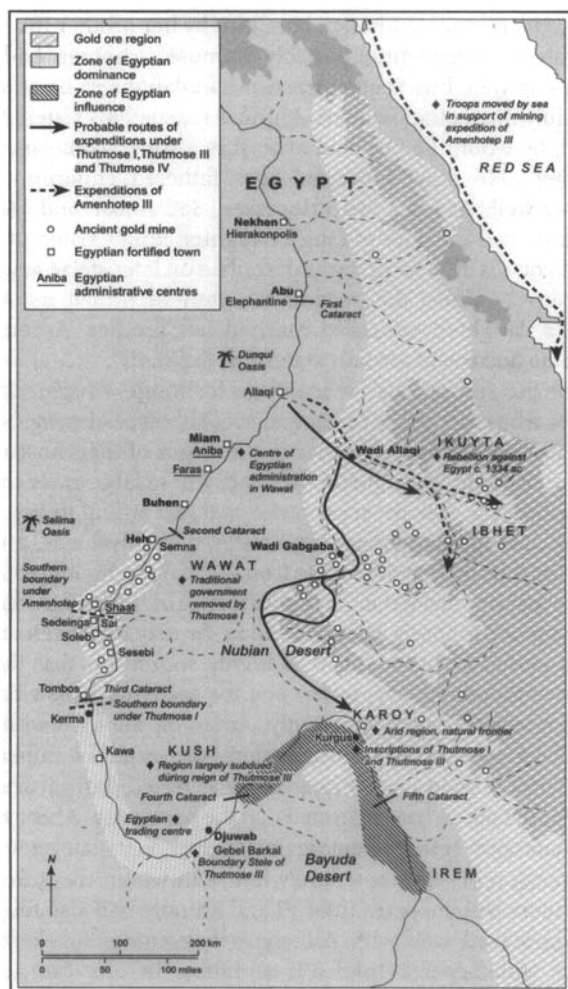 Gold ore region
Zone of Egyptian
dominance
Zone of Egyptian
influence
Probable routes of
expenditions under
Thutmose I,Thutmose III
and Thutmose IV
Expenditions of
Amenhotep III
Ancient gold mine
Egyptian fortified town
Aniba Egyptian
administrative centres
Troops moved by sea
in support of mining
expedition of
Amenhotep III
RED SEA
EGYPT
Nekhen
Hierakonpolis
Abu
Elephantine
First
Cataract
Dunqul
Oasis
Allaqi
Miam
Aniba
Centre of
Egyptian
administration
in Wawat
Faras
Wadi Allaqi
IKUYTA
Rebellion against
Egypt c. 1334 BC
Buhen
IBHET
Selima
Oasis
Second Cataract
Heh
Semna
Wadi Gabgaba
WAWAT
Traditional
government
removed by
Thutmose I
Southern
boundary
under
Amenhotep I
Shaat
Sai
Sedeinga
Soleb
Sesebi
Nubian Desert
Tombos
Third Cataract
Southern boundary
under Thutmose I
Kerma
KAROY
Arid region, natural frontier
Kurgus
Inscriptions of Thutmose I
and Thutmose III
Kawa
KUSH
Region largely subdued
during reign of Thutmose III
Fourth Cataract
Fifth Cataract
Egyptian
trading centre
Djuwab
Gebel Barkal
Boundary Stele of
Thutmose III
Bayuda
Desert
IREM
N
0 100 200 km
0 50 100 miles